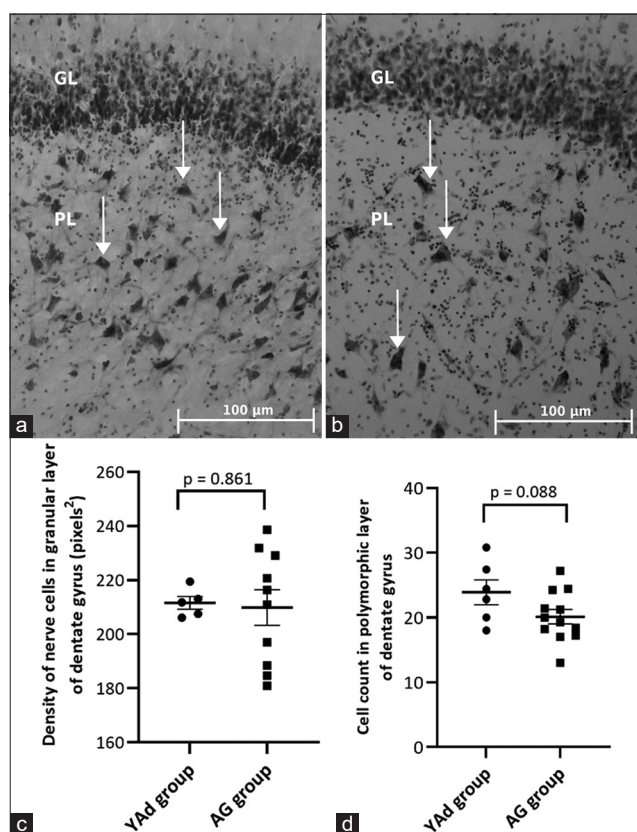 GL
PL
100 µm
a
GL
PL
100 µm
b
Density of nerve cells in granular layer
of dentate gyrus (pixels²)
260
240
220
200
180
160
p = 0.861
YAd group
AG group
c
Cell count in polymorphic layer
of dentate gyrus
40
30
20
10
0
p = 0.088
YAd group
AG group
d